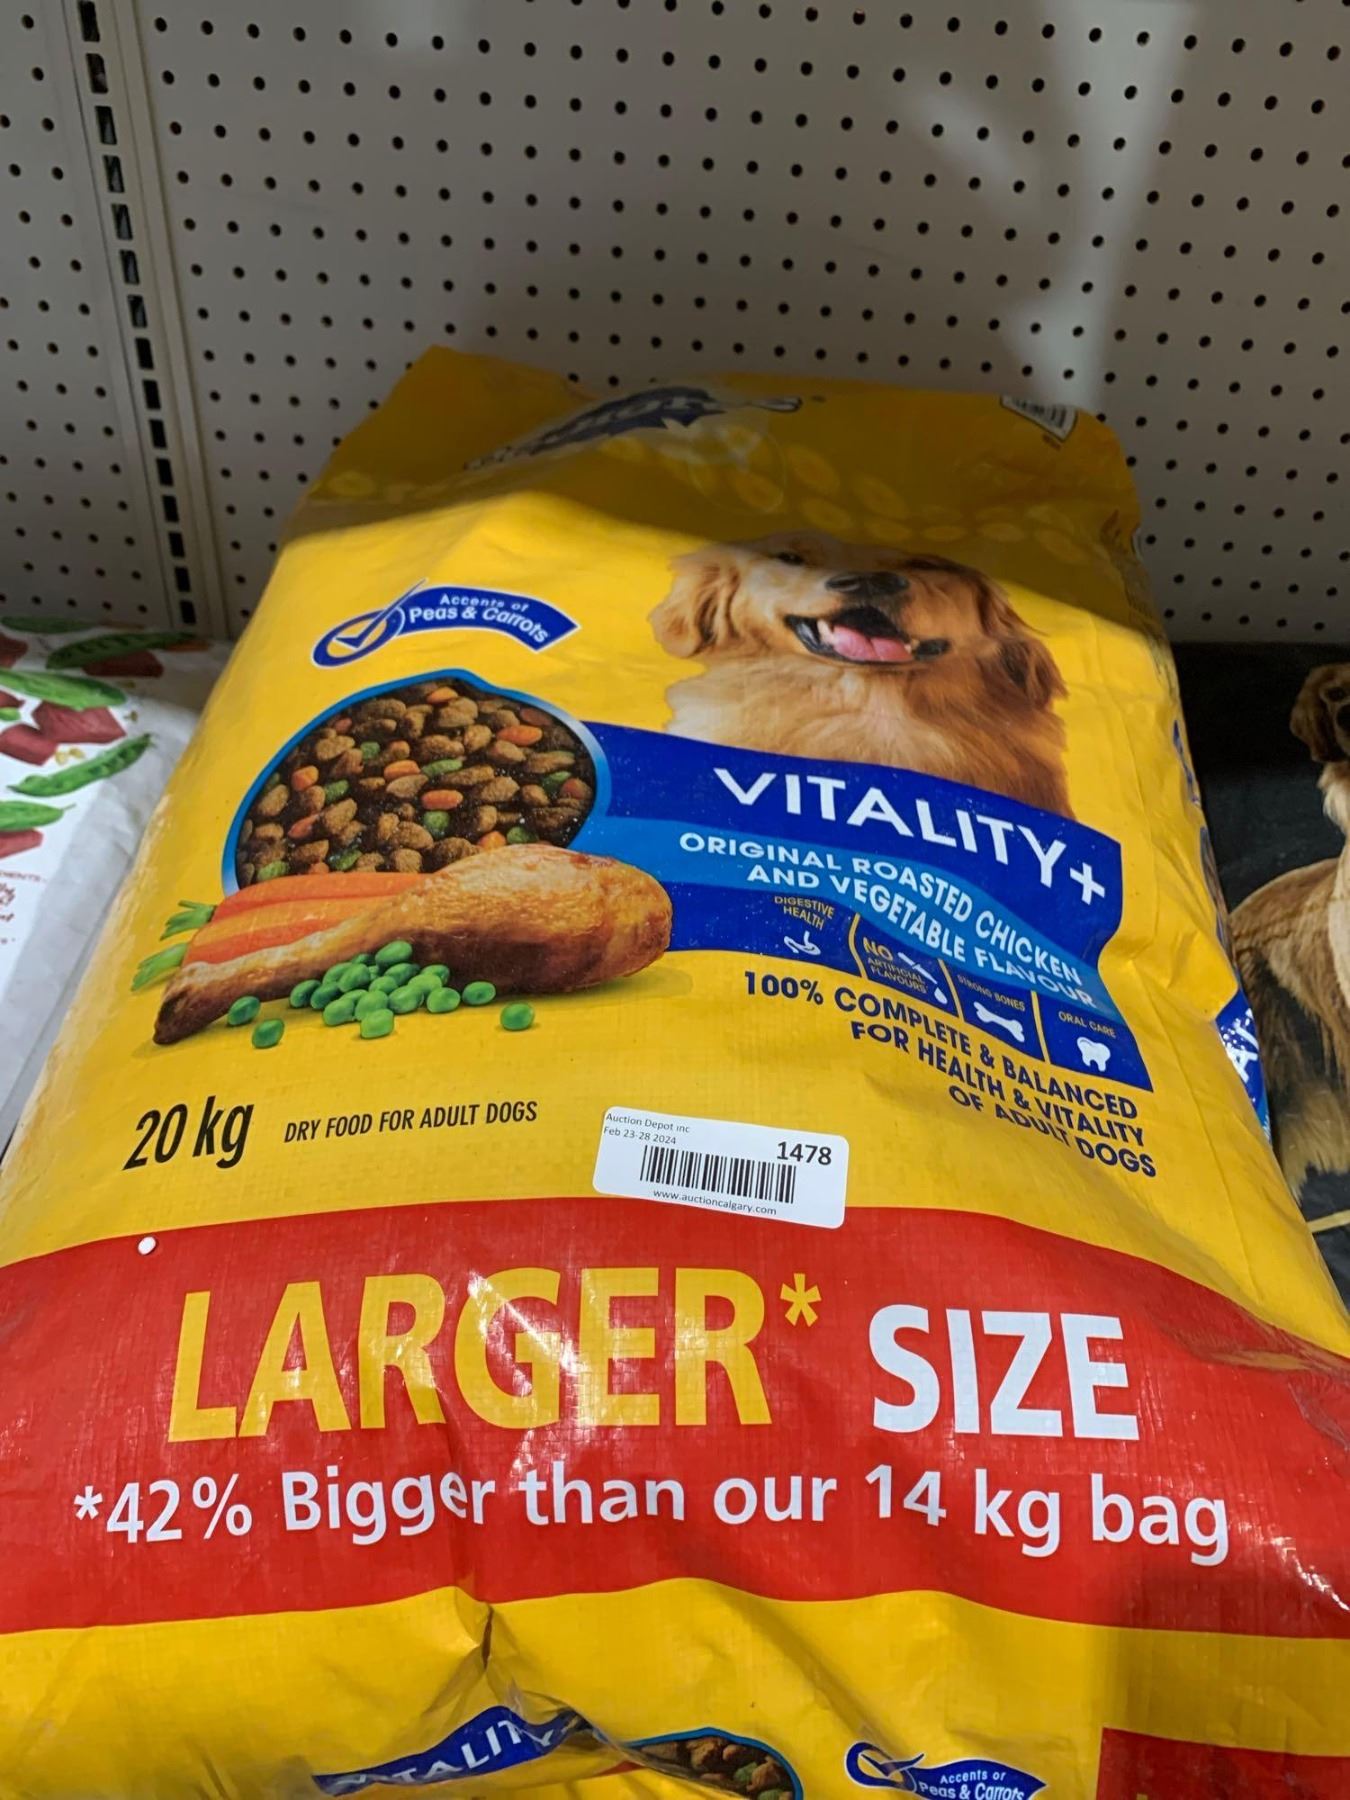 Accents of
Peas & Carrots
VITALITY+
ORIGINAL ROASTED CHICKEN
AND VEGETABLE FLAVOUR
DIGESTIVE
HEALTH
NO
ARTIFICIAL
FLAVOURS
STRONG BONES
ORAL CARE
100% COMPLETE & BALANCED
FOR HEALTH & VITALITY
OF ADULT DOGS
20 kg
DRY FOOD FOR ADULT DOGS
Auction Depot inc
Feb 23-28 2024
1478
www.auctioncalgary.com
LARGER* SIZE
*42% Bigger than our 14 kg bag
Accents of
Peas & Carrots